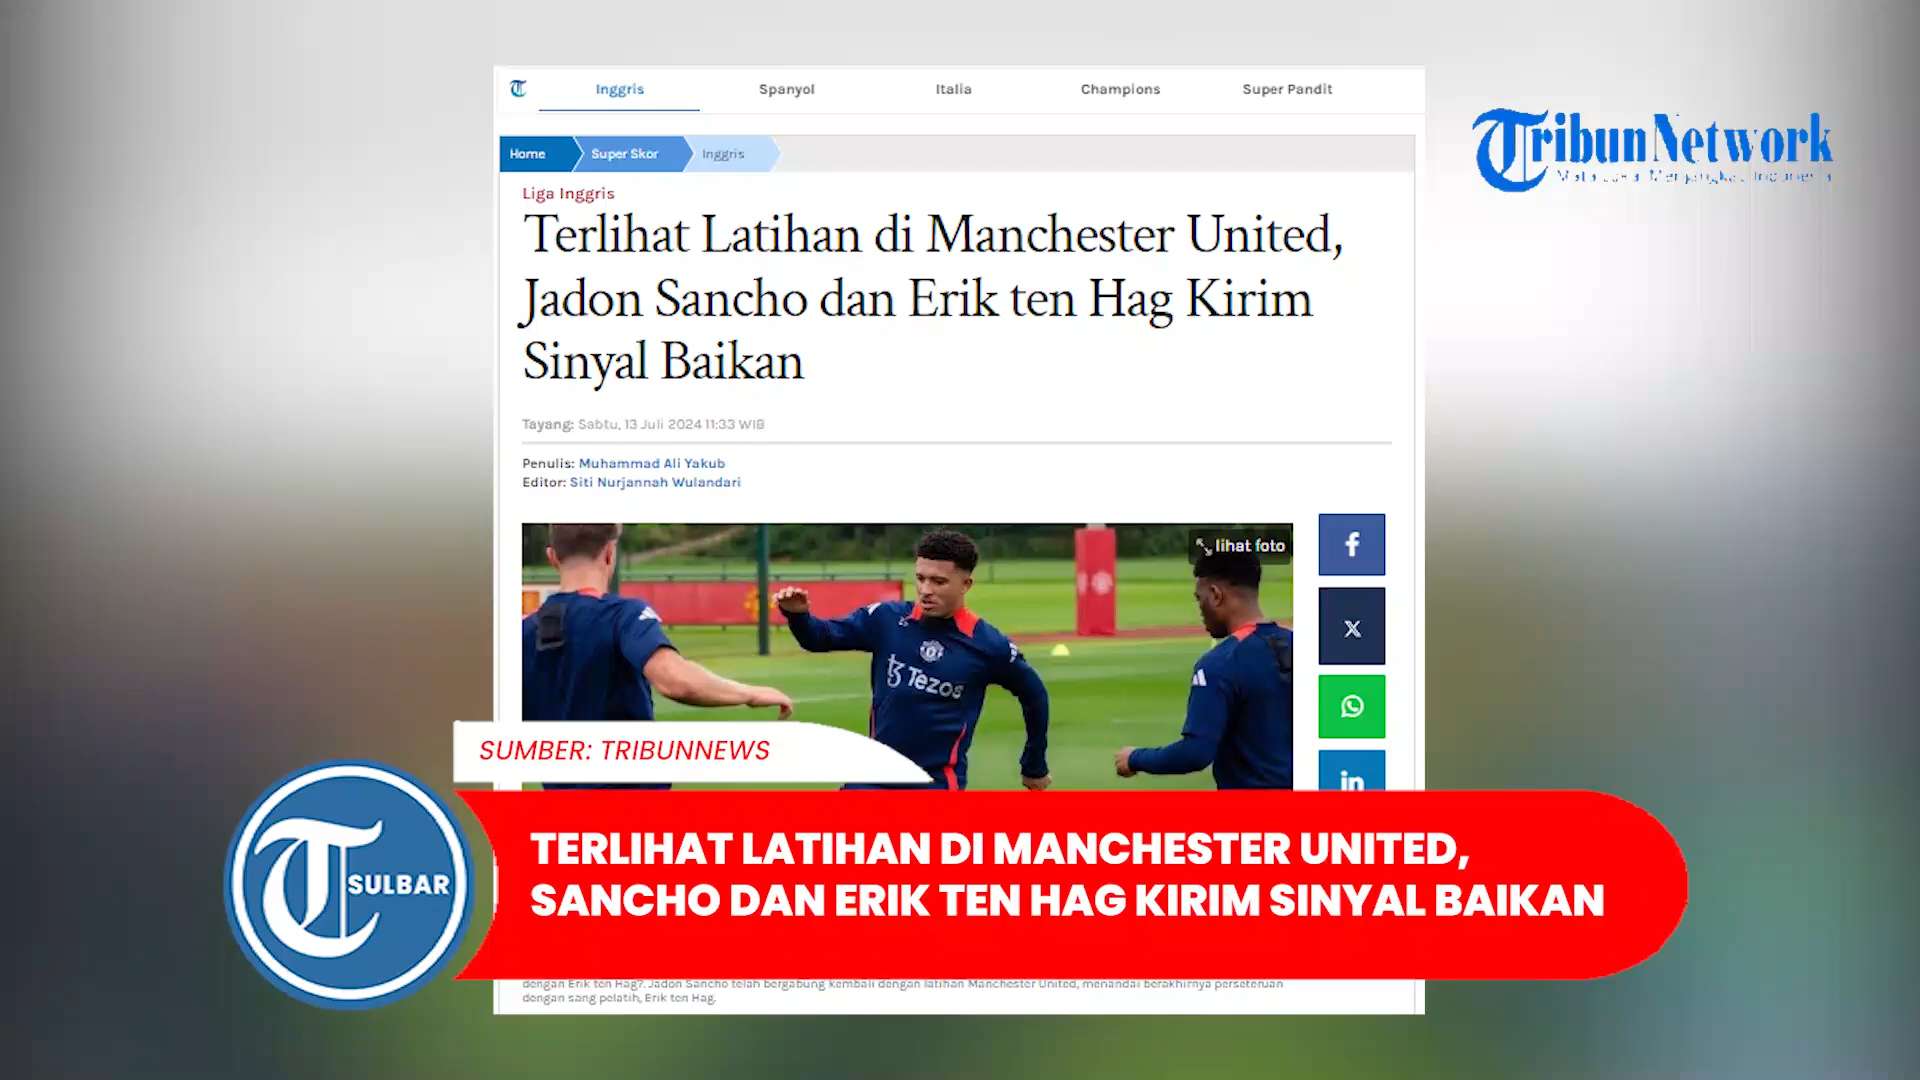 Inggris
Spanyol
Italia
Champions
Super Pandit
Tribun Network
Home
Super Skor
Inggris
Liga Inggris
Terlihat Latihan di Manchester United,
Jadon Sancho dan Erik ten Hag Kirim
Sinyal Baikan
Tayang: Sabtu, 13 Juli 2024 11:33 WIB
Penulis: Muhammad Ali Yakub
Editor: Siti Nurjannah Wulandari
lihat foto
Tezos
SUMBER: TRIBUNNEWS
TERLIHAT LATIHAN DI MANCHESTER UNITED,
SANCHO DAN ERIK TEN HAG KIRIM SINYAL BAIKAN
T SULBAR
dengan Erik ten Hag?. Jadon Sancho telah bergabung kembali dengan latihan Manchester United, menandai berakhirnya perseteruan
dengan sang pelatih, Erik ten Hag.